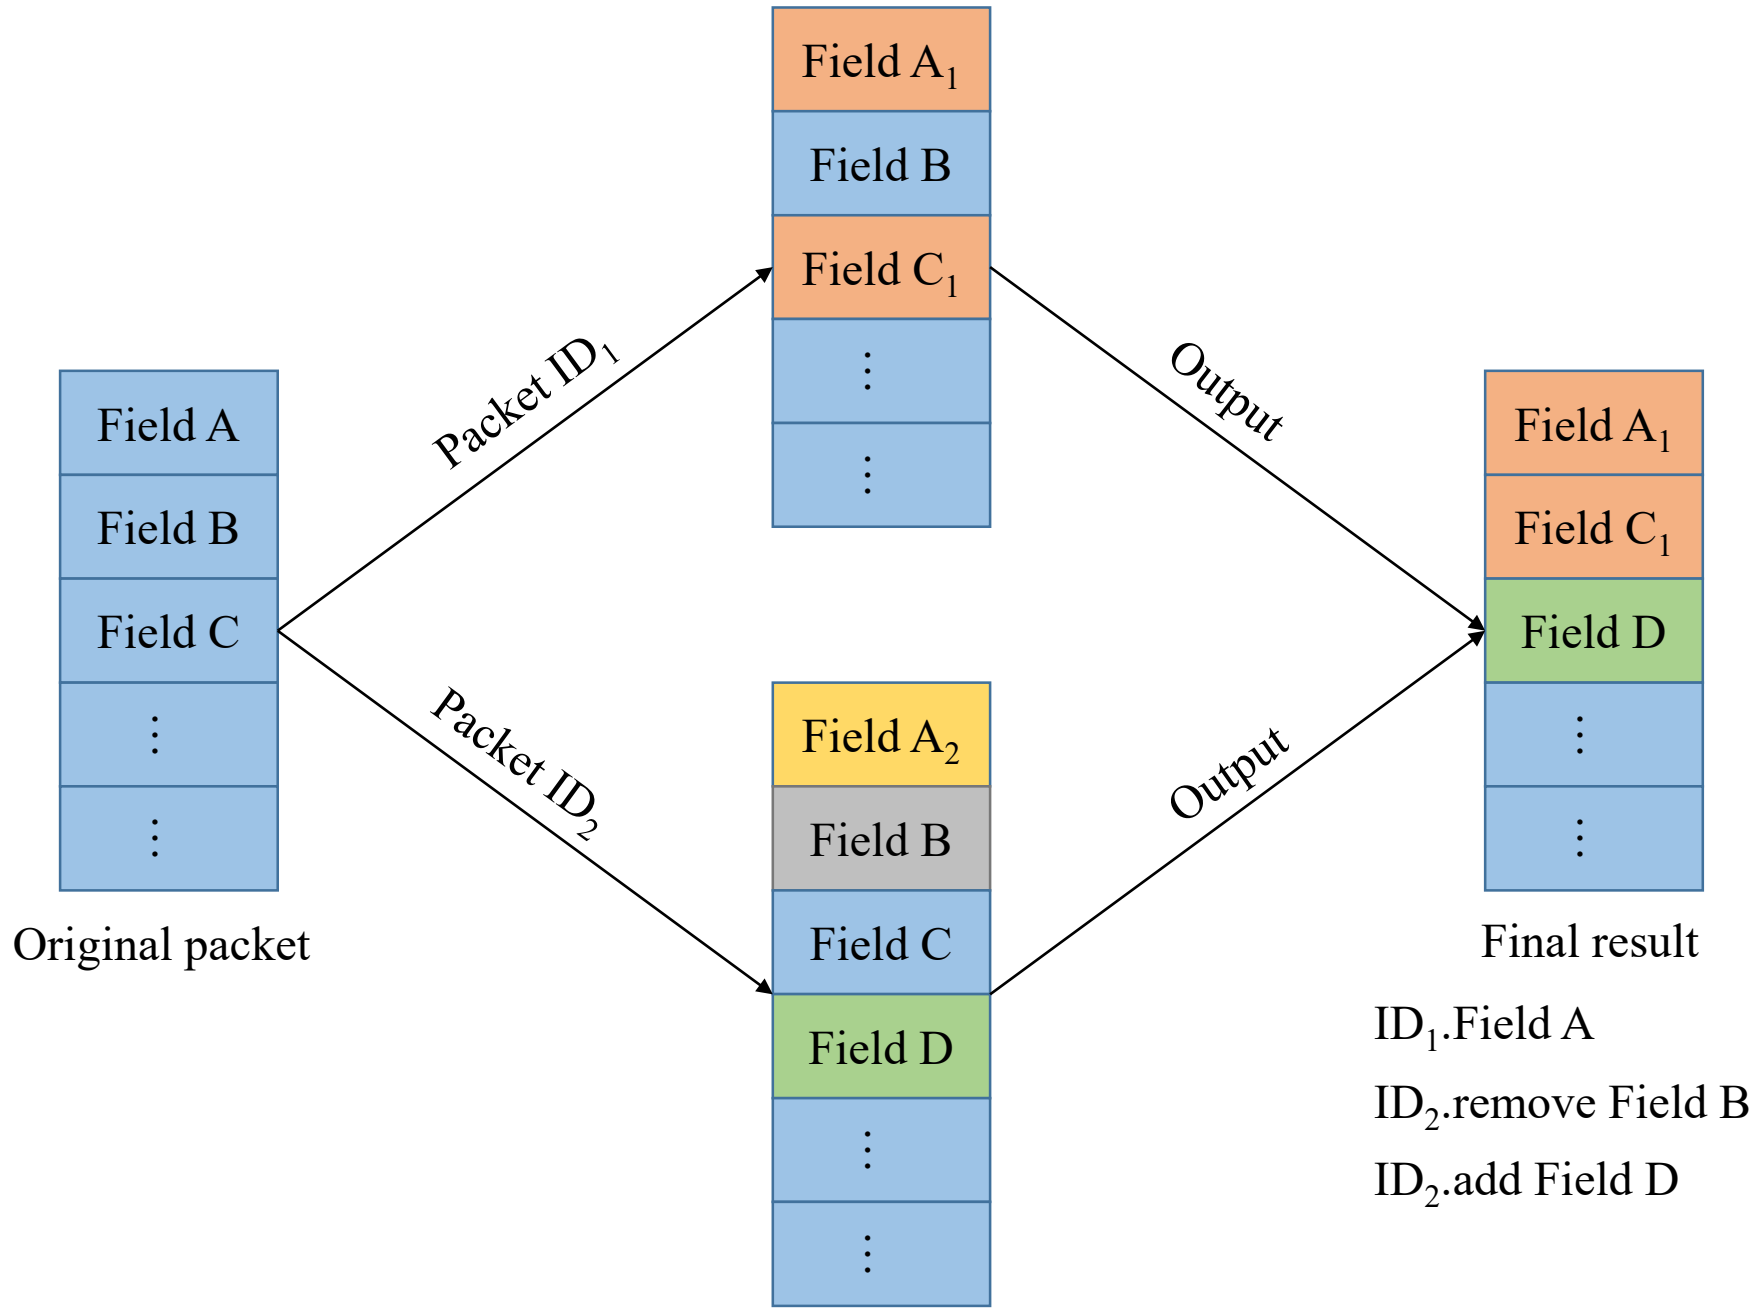 Field A
Field B
Field C
⋮
⋮
Original packet
Packet ID₁
Packet ID₂
Field A₁
Field B
Field C₁
⋮
⋮
Field A₂
Field B
Field C
Field D
⋮
⋮
Output
Output
Field A₁
Field C₁
Field D
⋮
⋮
Final result
ID₁.Field A
ID₂.remove Field B
ID₂.add Field D